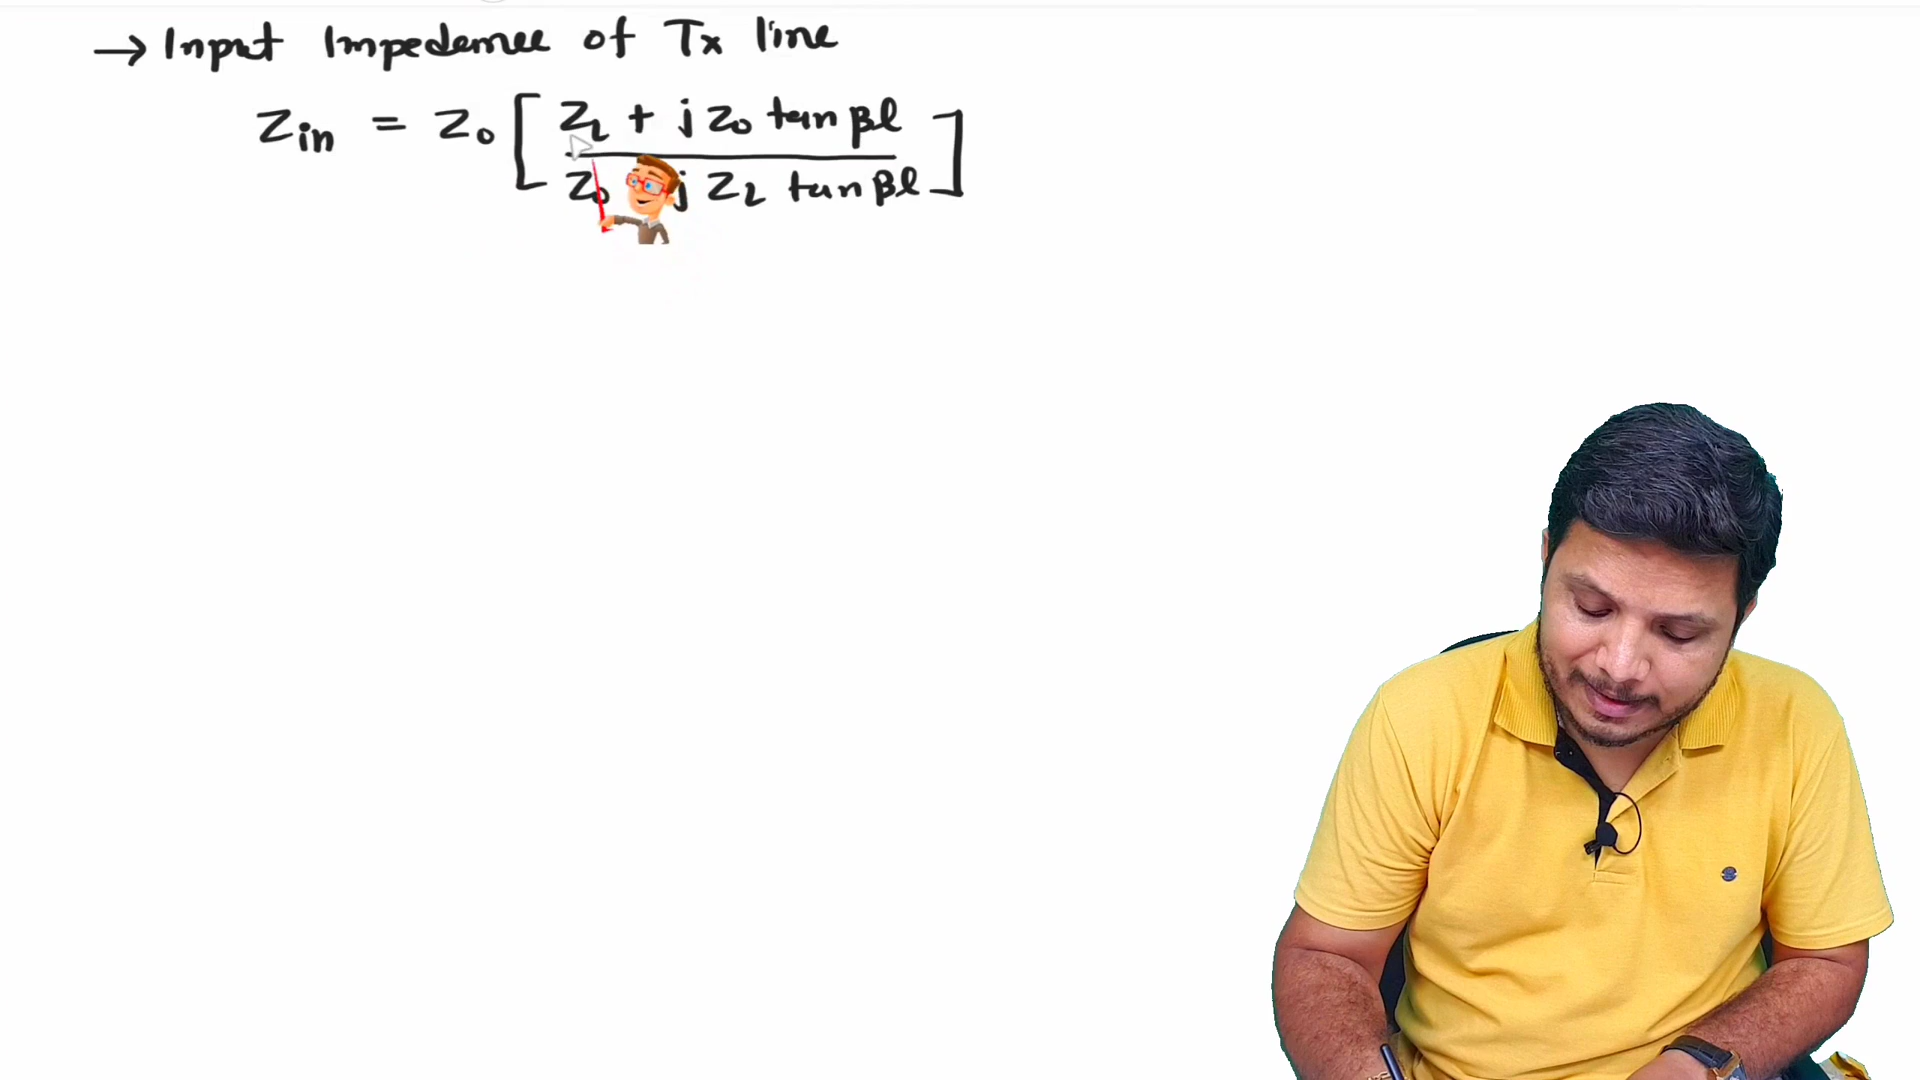 → Input Impedance of Tx line
Zin = Z0 [ ZL + j Z0 tan βl / Z0 j ZL tan βl ]